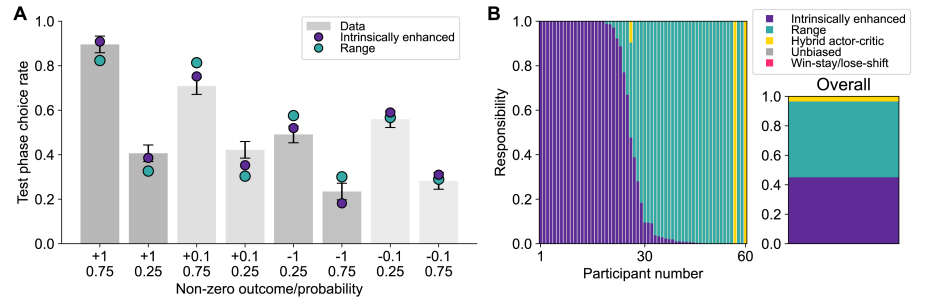 A
Test phase choice rate
1.0
0.8
0.6
0.4
0.2
0.0
Data
Intrinsically enhanced
Range
+1 +1 +0.1 +0.1 -1 -1 -0.1 -0.1
0.75 0.25 0.75 0.25 0.25 0.75 0.25 0.75
Non-zero outcome/probability
B
Responsibility
1.0
0.8
0.6
0.4
0.2
0.0
1 30 60
Participant number
Intrinsically enhanced
Range
Hybrid actor-critic
Unbiased
Win-stay/lose-shift
Overall
1.0
0.8
0.6
0.4
0.2
0.0